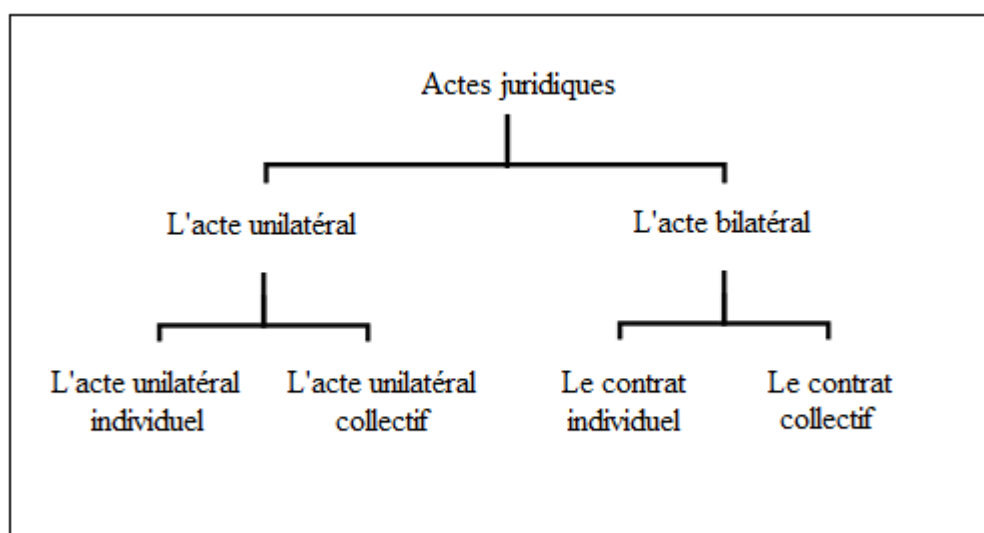 Actes juridiques
L'acte unilatéral
L'acte bilatéral
L'acte unilatéral
individuel
L'acte unilatéral
collectif
Le contrat
individuel
Le contrat
collectif